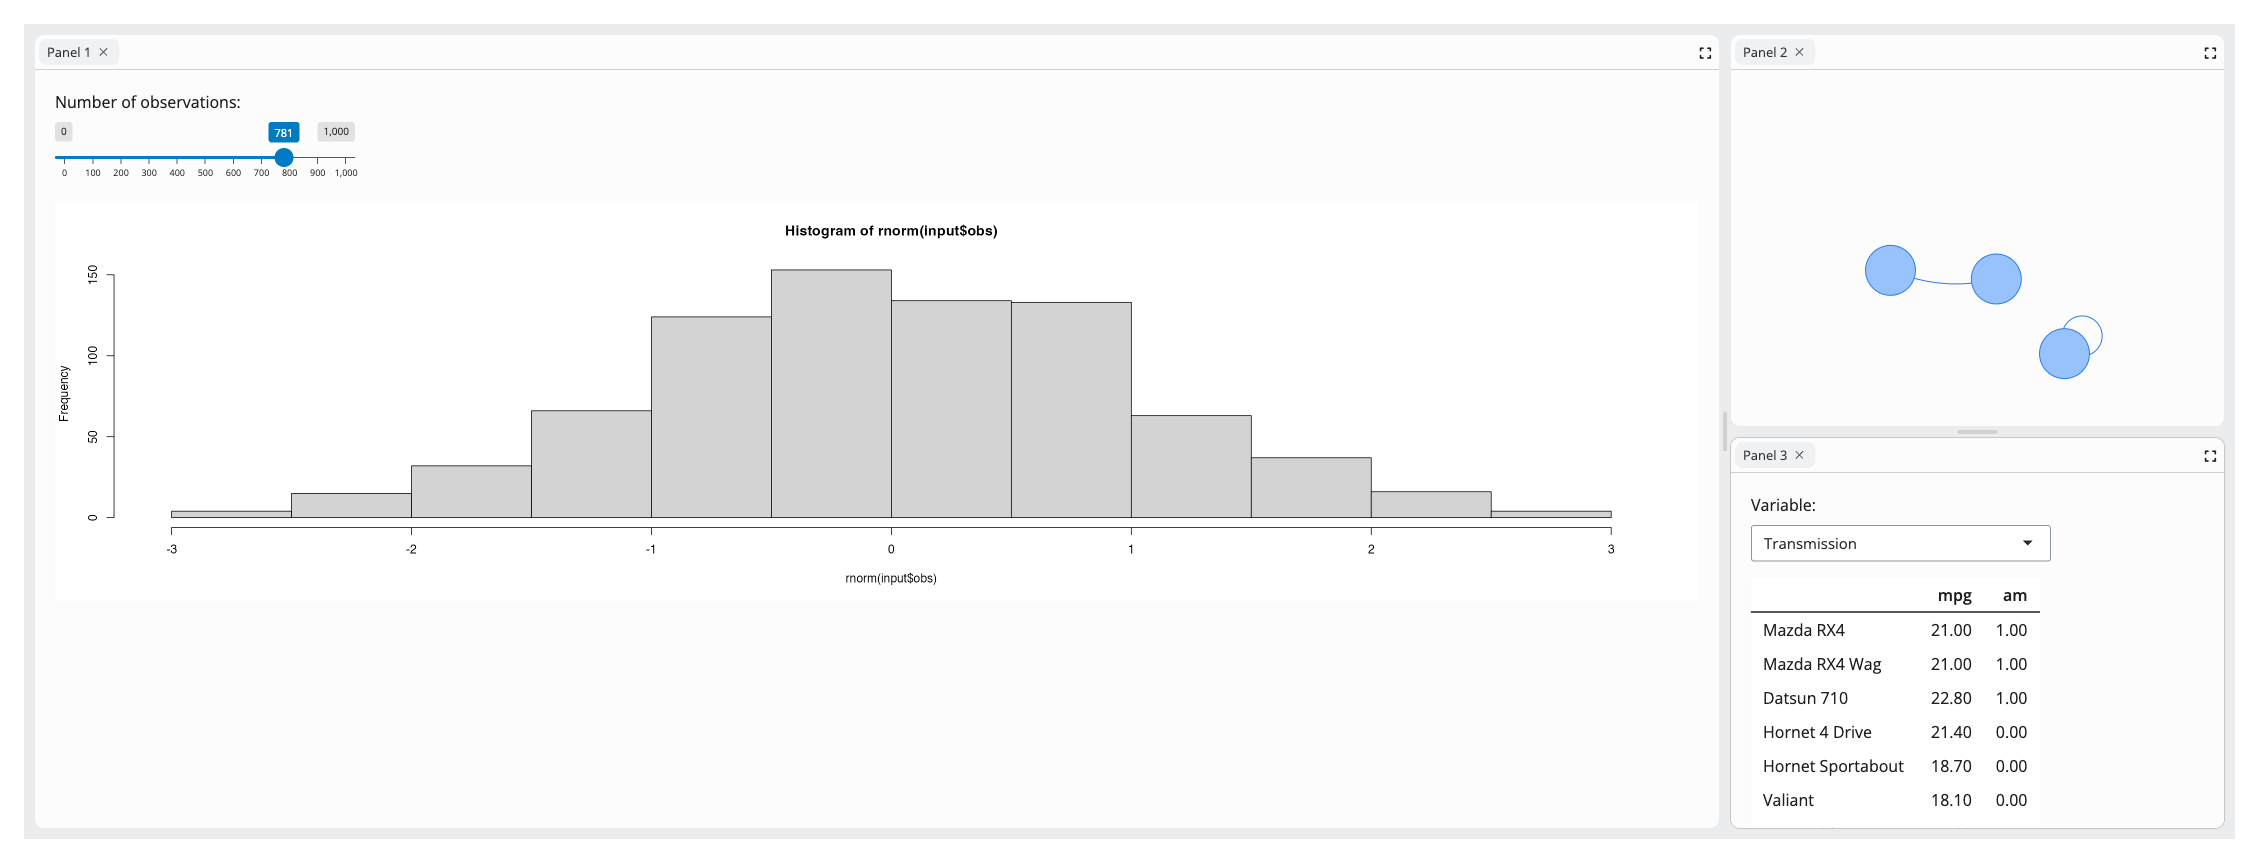 Panel 1
Number of observations:
0 781 1,000
0 100 200 300 400 500 600 700 800 900 1,000
Histogram of rnorm(input$obs)
Frequency
150
100
50
0
-3 -2 -1 0 1 2 3
rnorm(input$obs)
Panel 2
Panel 3
Variable:
Transmission
mpg am
Mazda RX4 21.00 1.00
Mazda RX4 Wag 21.00 1.00
Datsun 710 22.80 1.00
Hornet 4 Drive 21.40 0.00
Hornet Sportabout 18.70 0.00
Valiant 18.10 0.00